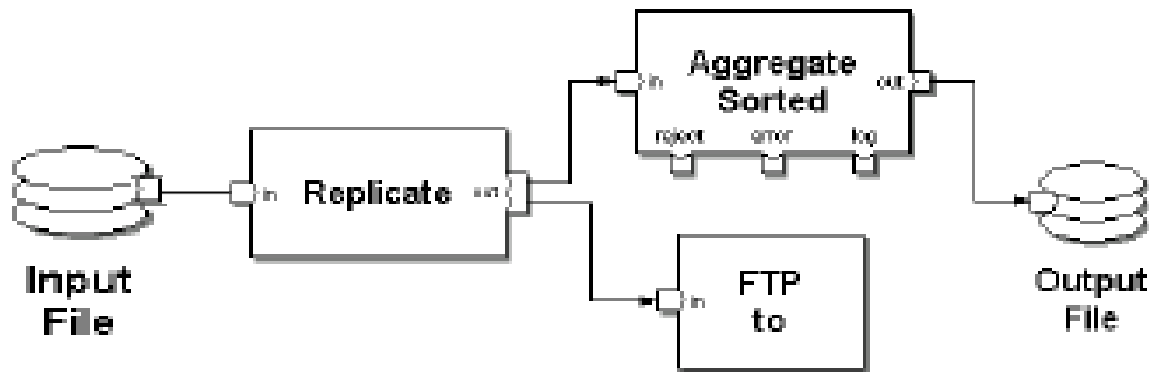 Input
File
in
Replicate
out
in
Aggregate
Sorted
out
reject
error
log
in
FTP
to
Output
File